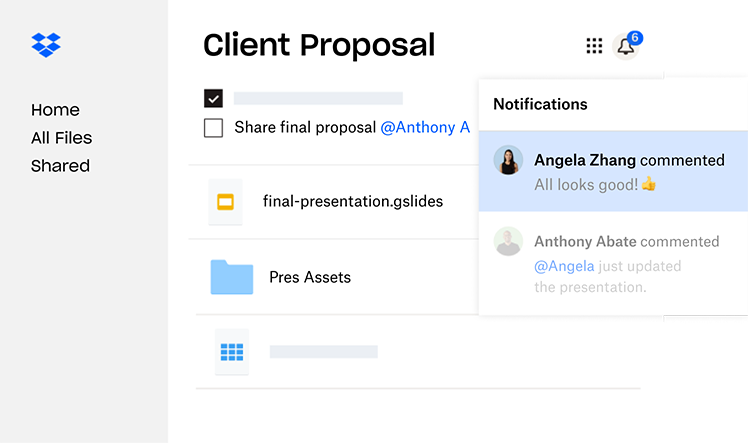 Client Proposal
6
Home
All Files
Shared
Share final proposal @Anthony A
final-presentation.gslides
Pres Assets
Notifications
Angela Zhang commented
All looks good! 👍
Anthony Abate commented
@Angela just updated
the presentation.